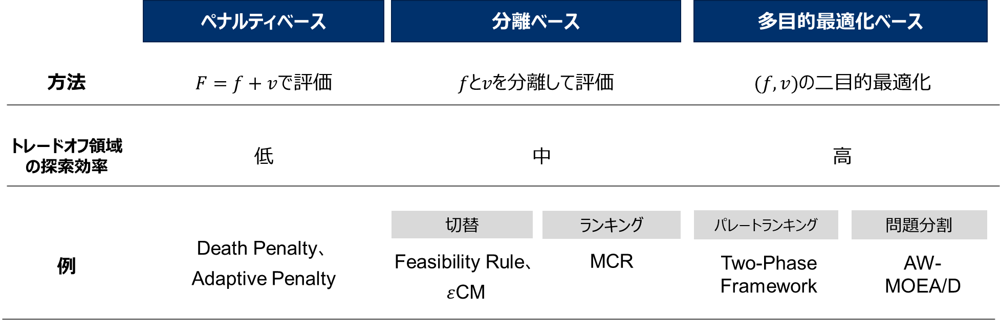 ペナルティベース
分離ベース
多目的最適化ベース
方法
F = f + vで評価
fとvを分離して評価
(f, v)の二目的最適化
トレードオフ領域
の探索効率
低
中
高
例
Death Penalty、
Adaptive Penalty
切替
Feasibility Rule、
εCM
ランキング
MCR
パレートランキング
Two-Phase
Framework
問題分割
AW-
MOEA/D